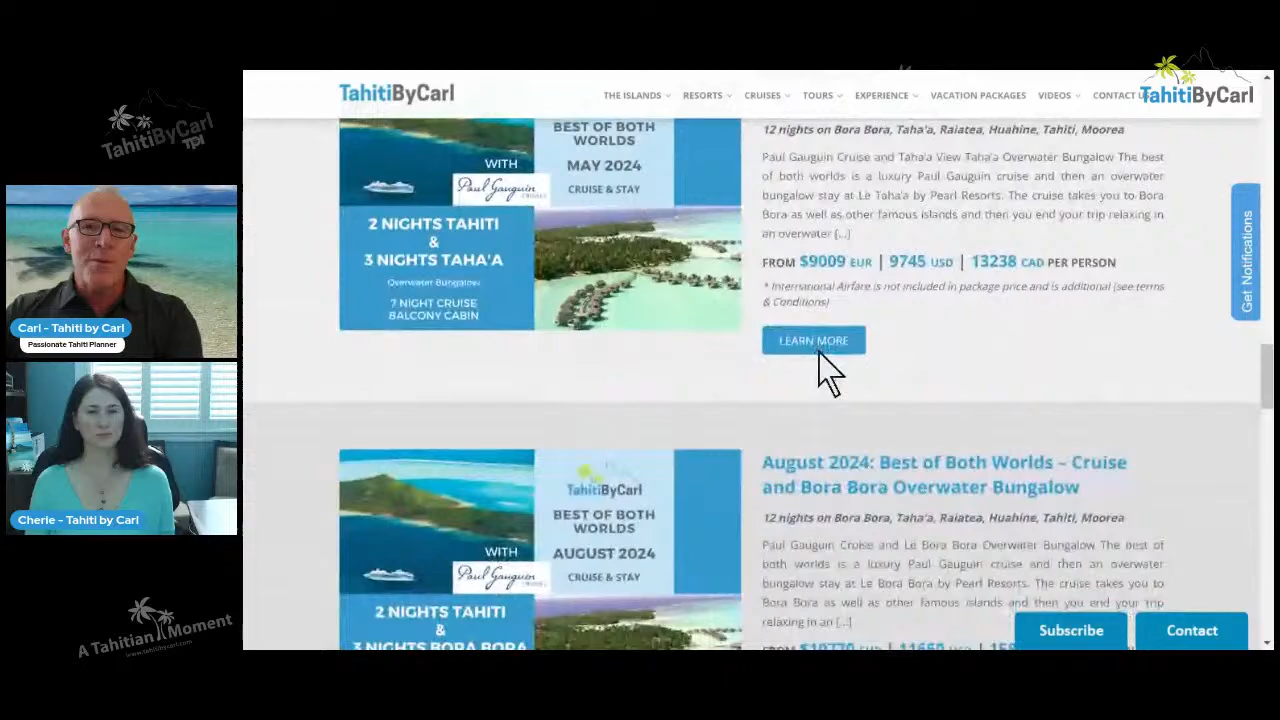 TahitiByCarl
TPI
Carl - Tahiti by Carl
Passionate Tahiti Planner
Cherie - Tahiti by Carl
A Tahitian Moment
www.tahitibycarl.com
TahitiByCarl
THE ISLANDS
RESORTS
CRUISES
TOURS
EXPERIENCE
VACATION PACKAGES
VIDEOS
CONTACT U
TahitiByCarl
BEST OF BOTH
WORLDS
WITH
MAY 2024
Paul Gauguin
CRUISE & STAY
2 NIGHTS TAHITI
&
3 NIGHTS TAHA'A
Overwater Bungalow
7 NIGHT CRUISE
BALCONY CABIN
12 nights on Bora Bora, Taha'a, Raiatea, Huahine, Tahiti, Moorea
Paul Gauguin Cruise and Taha'a View Taha'a Overwater Bungalow The best
of both worlds is a luxury Paul Gauguin cruise and then an overwater
bungalow stay at Le Taha'a by Pearl Resorts. The cruise takes you to Bora
Bora as well as other famous islands and then you end your trip relaxing in
an overwater [...]
FROM $9009 EUR | 9745 USD | 13238 CAD PER PERSON
* International Airfare is not included in package price and is additional (see terms
& Conditions)
LEARN MORE
Get Notifications
TahitiByCarl
BEST OF BOTH
WORLDS
WITH
AUGUST 2024
Paul Gauguin
CRUISE & STAY
2 NIGHTS TAHITI
&
3 NIGHTS BORA BORA
August 2024: Best of Both Worlds – Cruise
and Bora Bora Overwater Bungalow
12 nights on Bora Bora, Taha'a, Raiatea, Huahine, Tahiti, Moorea
Paul Gauguin Cruise and Le Bora Bora Overwater Bungalow The best of
both worlds is a luxury Paul Gauguin cruise and then an overwater
bungalow stay at Le Bora Bora by Pearl Resorts. The cruise takes you to
Bora Bora as well as other famous islands and then you end your trip
relaxing in an [...]
Subscribe
Contact